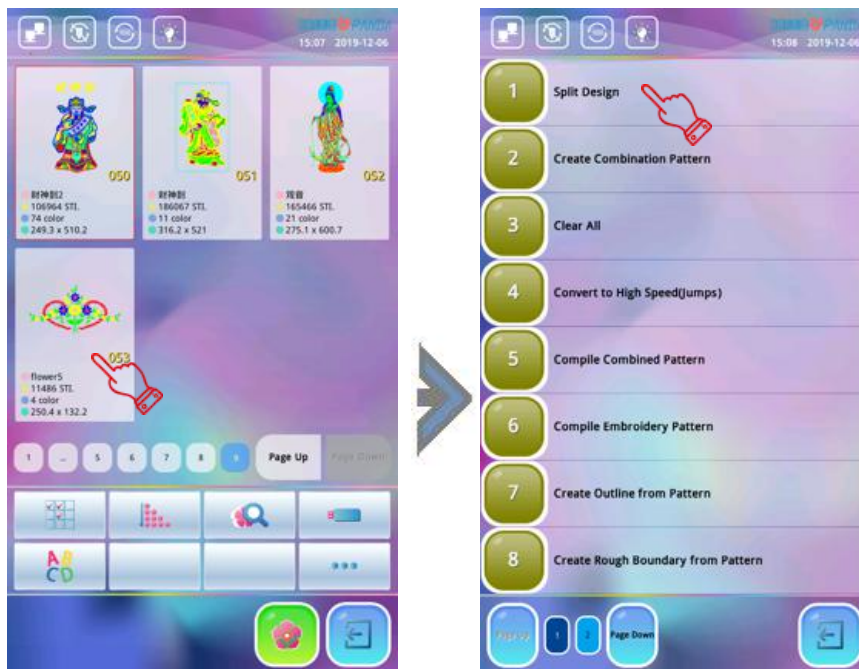 15:07 2019-12-06
050
财神剖2
106964 STI.
74 color
249.3 x 510.2
051
财神剖
186067 STI.
11 color
316.2 x 521
052
观音
165466 STI.
21 color
275.1 x 600.7
053
flower5
11486 STI.
4 color
250.4 x 132.2
1 ... 5 6 7 8 9 Page Up Page Down
A B
C D
15:08 2019-12-06
1 Split Design
2 Create Combination Pattern
3 Clear All
4 Convert to High Speed(Jumps)
5 Compile Combined Pattern
6 Compile Embroidery Pattern
7 Create Outline from Pattern
8 Create Rough Boundary from Pattern
Page Up 1 2 Page Down